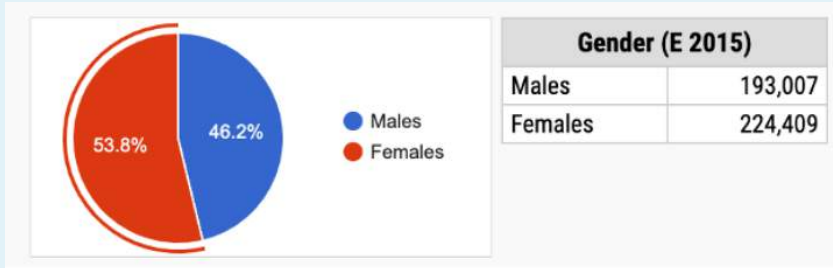 53.8%
46.2%
Males
Females
Gender (E 2015)
Males 193,007
Females 224,409